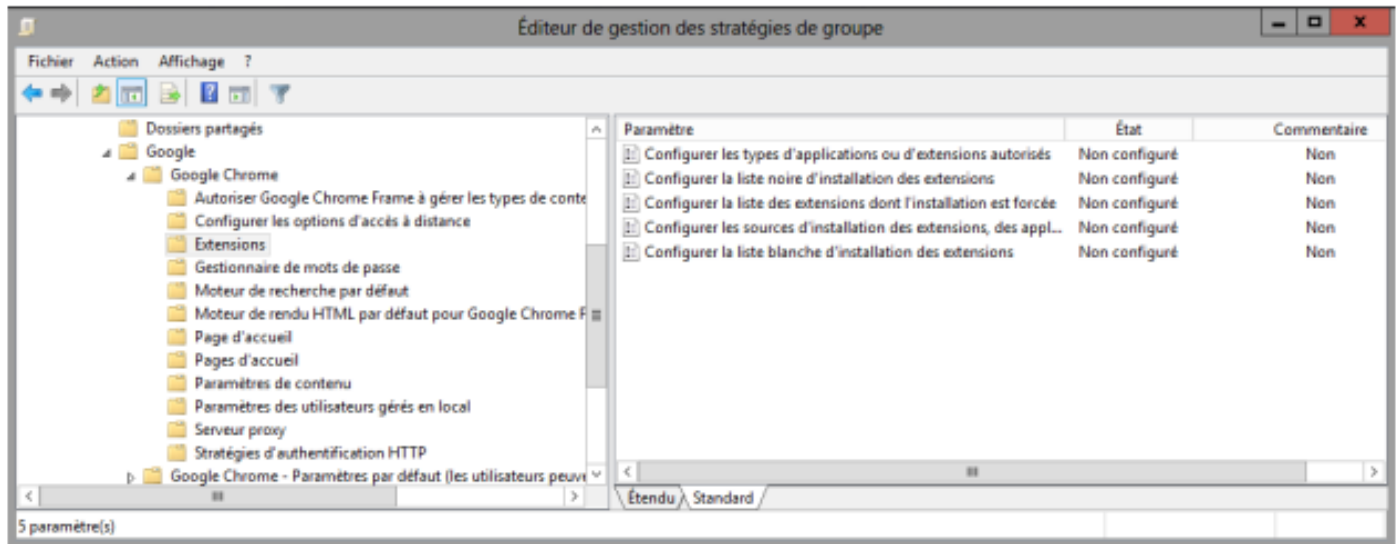 Éditeur de gestion des stratégies de groupe
Fichier Action Affichage ?
Dossiers partagés
Google
Google Chrome
Autoriser Google Chrome Frame à gérer les types de conte
Configurer les options d'accès à distance
Extensions
Gestionnaire de mots de passe
Moteur de recherche par défaut
Moteur de rendu HTML par défaut pour Google Chrome F
Page d'accueil
Pages d'accueil
Paramètres de contenu
Paramètres des utilisateurs gérés en local
Serveur proxy
Stratégies d'authentification HTTP
Google Chrome - Paramètres par défaut (les utilisateurs peuve
Paramètre État Commentaire
Configurer les types d'applications ou d'extensions autorisés Non configuré Non
Configurer la liste noire d'installation des extensions Non configuré Non
Configurer la liste des extensions dont l'installation est forcée Non configuré Non
Configurer les sources d'installation des extensions, des appl... Non configuré Non
Configurer la liste blanche d'installation des extensions Non configuré Non
Étendu Standard
5 paramètre(s)